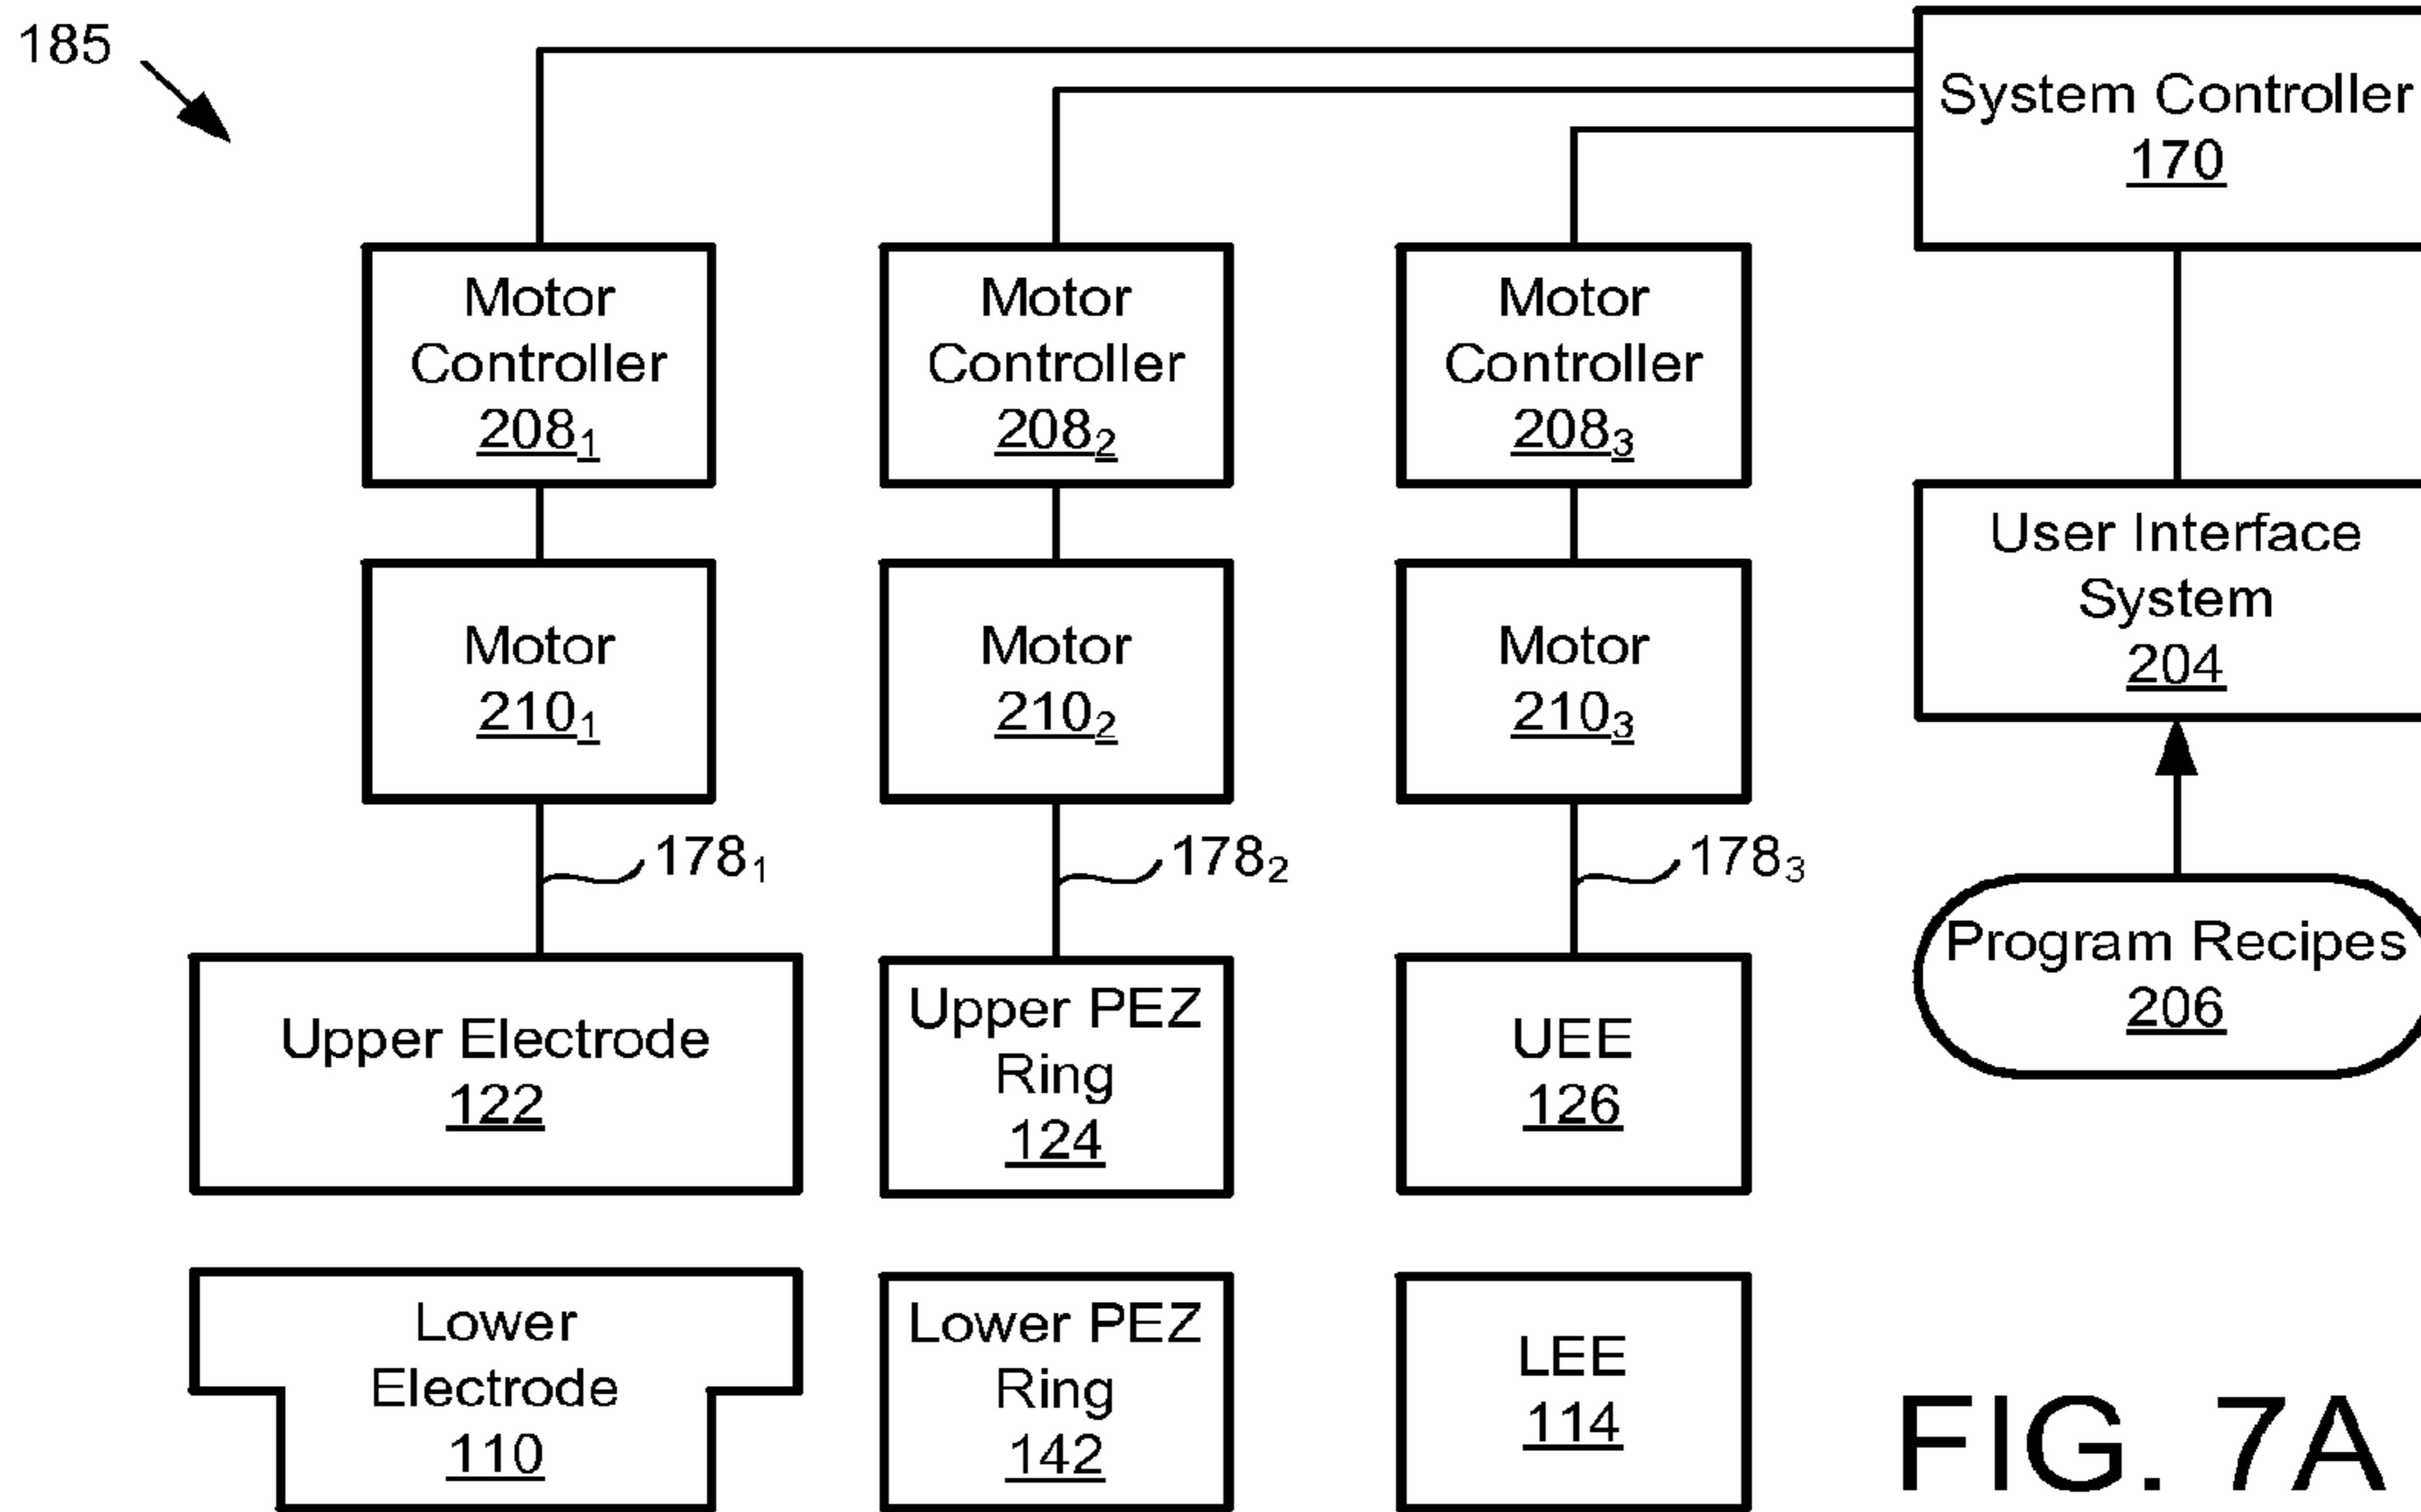 185
System Controller
170
Motor
Controller
208₁
Motor
Controller
208₂
Motor
Controller
208₃
User Interface
System
204
Motor
210₁
Motor
210₂
Motor
210₃
178₁
178₂
178₃
Program Recipes
206
Upper Electrode
122
Upper PEZ
Ring
124
UEE
126
Lower
Electrode
110
Lower PEZ
Ring
142
LEE
114
FIG. 7A